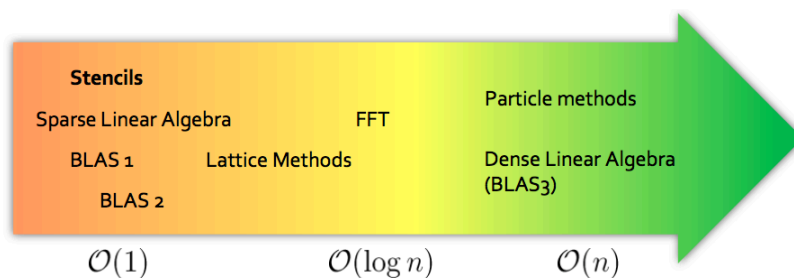 Stencils
Particle methods
Sparse Linear Algebra
FFT
BLAS 1
Lattice Methods
Dense Linear Algebra
(BLAS3)
BLAS 2
O(1)
O(log n)
O(n)